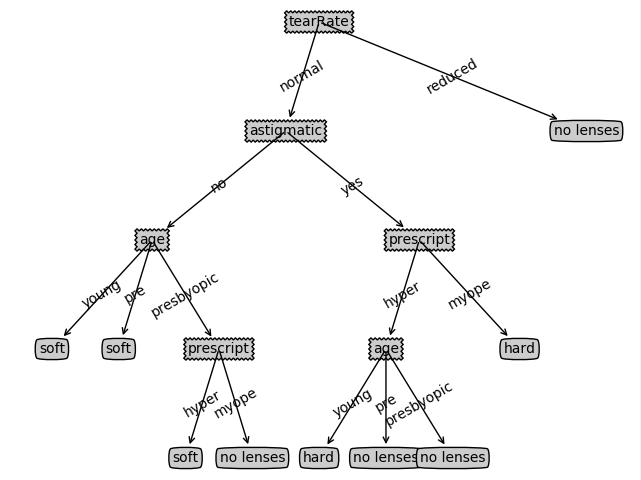 tearRate
normal
reduced
astigmatic
no lenses
no
yes
age
prescript
young
pre
presbyopic
hyper
myope
soft
soft
prescript
age
hard
hyper
myope
young
pre
presbyopic
soft
no lenses
hard
no lenses
no lenses